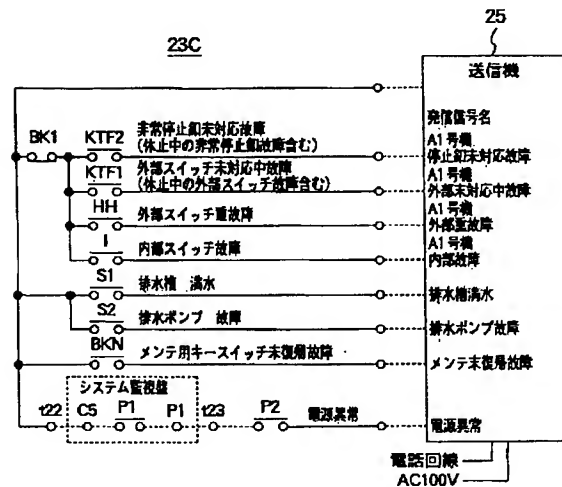 23C
25
送信機
発信信号名
BK1
KTF2
非常停止釦未対応故障
(休止中の非常停止釦故障含む)
A1号機
停止釦未対応故障
KTF1
外部スイッチ未対応中故障
(休止中の外部スイッチ故障含む)
A1号機
外部未対応中故障
HH
外部スイッチ重故障
A1号機
外部重故障
I
内部スイッチ故障
A1号機
内部故障
S1
排水槽 満水
排水槽満水
S2
排水ポンプ 故障
排水ポンプ故障
BKN
メンテ用キースイッチ未復帰故障
メンテ未復帰故障
システム監視盤
t22
C5
P1
P1
t23
P2
電源異常
電源異常
電話回線
AC100V